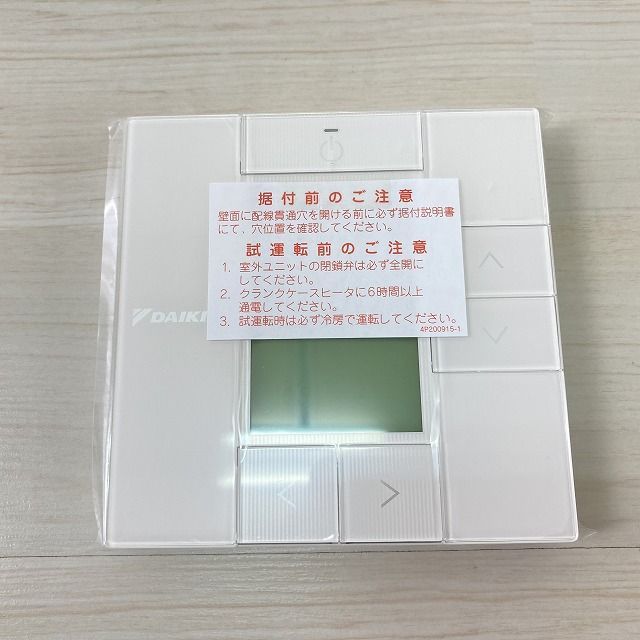 据付前のご注意
壁面に配線貫通穴を開ける前に必ず据付説明書
にて、穴位置を確認してください。
試運転前のご注意
1. 室外ユニットの閉鎖弁は必ず全開に
してください。
2. クランクケースヒータに6時間以上
通電してください。
3. 試運転時は必ず冷房で運転してください。
4P200915-1
DAIKI